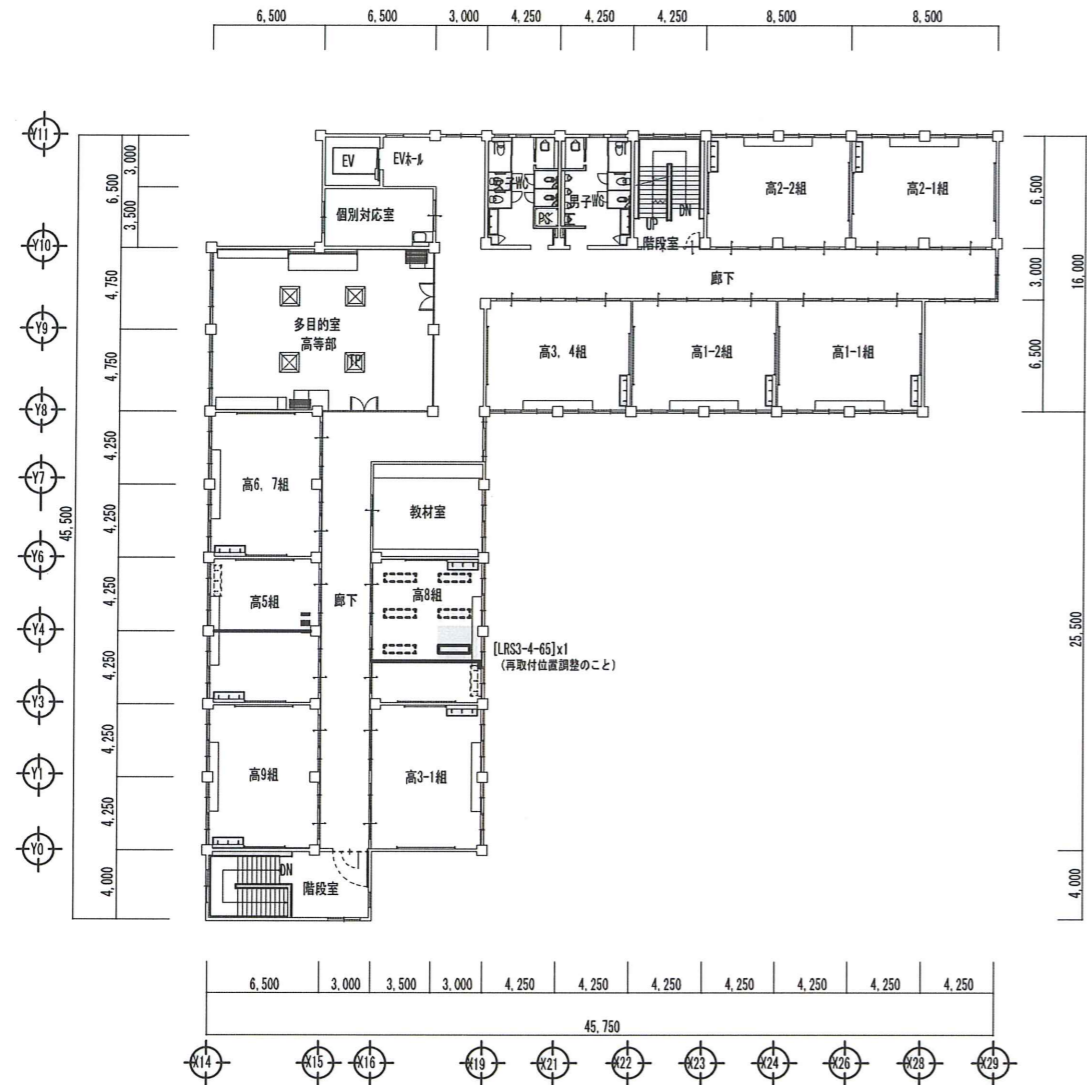 6,500 6,500 3,000 4,250 4,250 4,250 8,500 8,500
Y11
3,000
6,500
3,500
EV
EVホール
個別対応室
女子WC
PS
男子WC
UP
DN
階段室
高2-2組
高2-1組
6,500
Y10
廊下
3,000
16,000
4,750
Y9
多目的室
高等部
TP
高3, 4組
高1-2組
高1-1組
6,500
4,750
Y8
4,250
Y7
高6, 7組
教材室
4,250
45,500
Y6
4,250
高5組
廊下
高8組
25,500
Y4
[LRS3-4-65]x1
(再取付位置調整のこと)
4,250
Y3
4,250
Y1
高9組
高3-1組
4,250
Y0
4,000
DN
階段室
4,000
6,500 3,000 3,500 3,000 4,250 4,250 4,250 4,250 4,250 4,250 4,250
45,750
X14 X15 X16 X19 X21 X22 X23 X24 X26 X28 X29